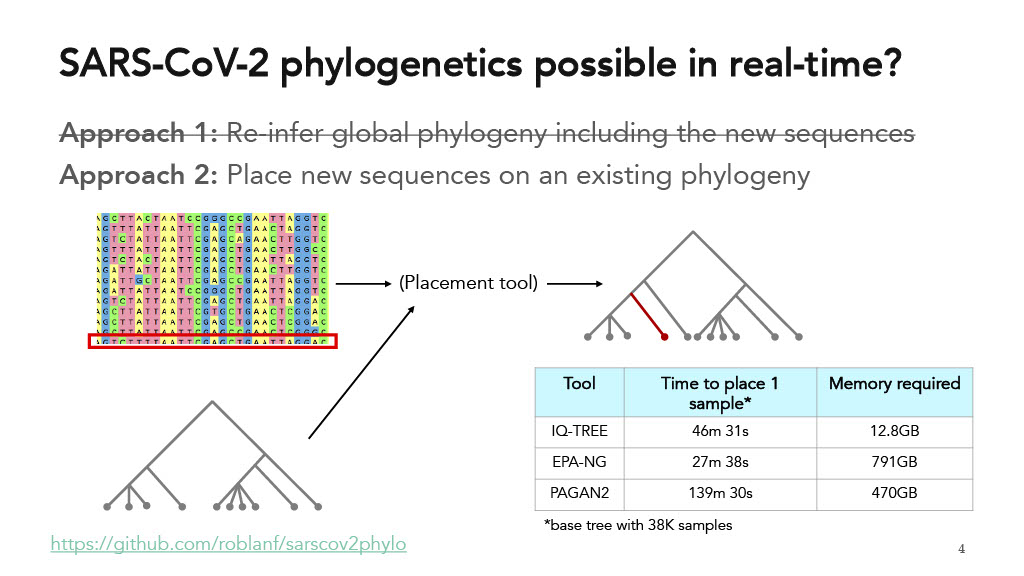 SARS-CoV-2 phylogenetics possible in real-time?
Approach 1: Re-infer global phylogeny including the new sequences
Approach 2: Place new sequences on an existing phylogeny
(Placement tool)
Tool
Time to place 1
sample*
Memory required
IQ-TREE
46m 31s
12.8GB
EPA-NG
27m 38s
791GB
PAGAN2
139m 30s
470GB
*base tree with 38K samples
https://github.com/roblanf/sarscov2phylo
4